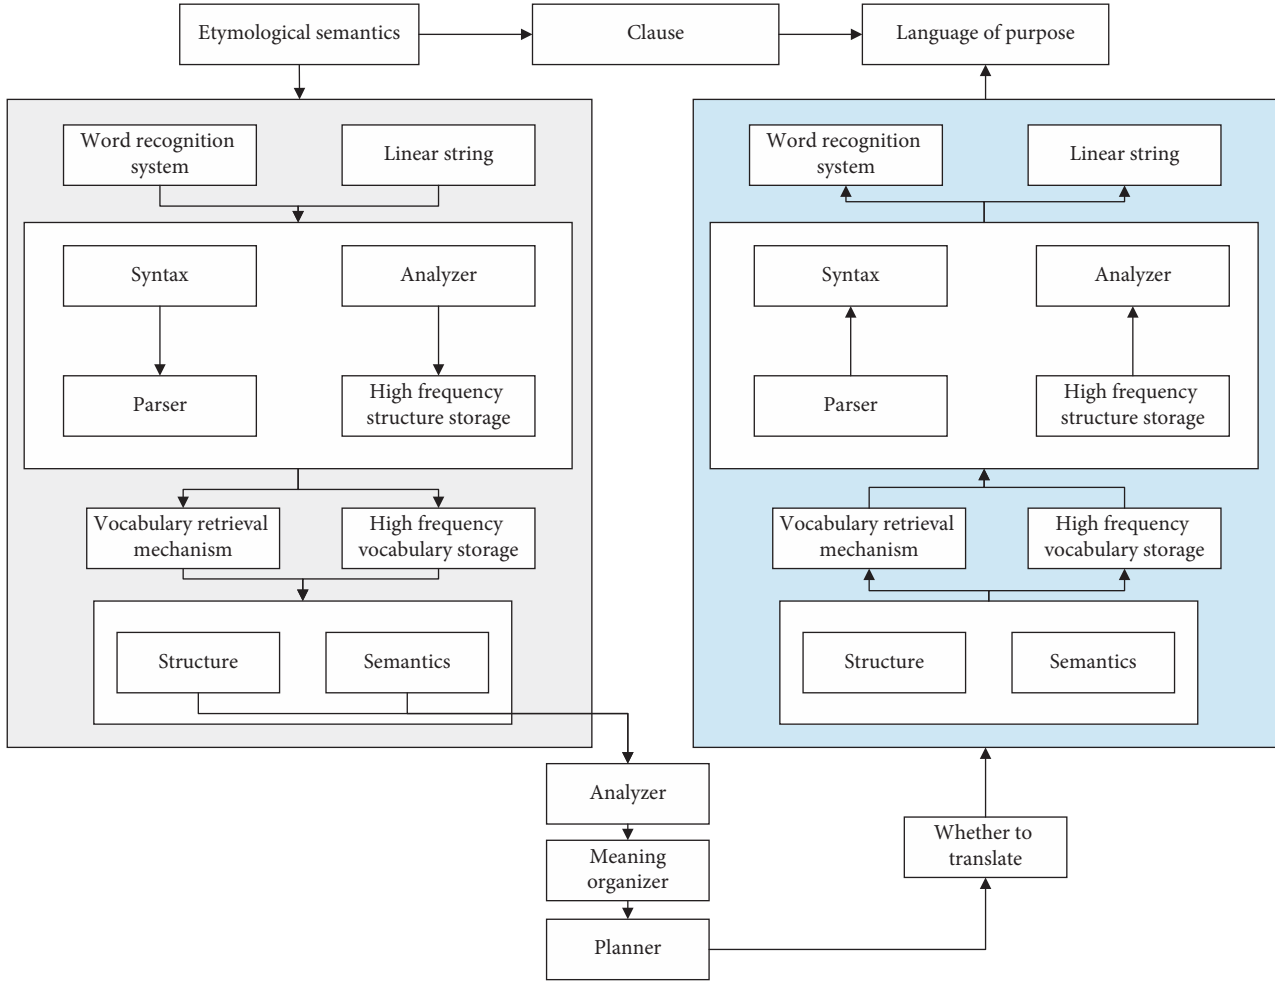 Etymological semantics
Clause
Language of purpose
Word recognition
system
Linear string
Syntax
Analyzer
Parser
High frequency
structure storage
Vocabulary retrieval
mechanism
High frequency
vocabulary storage
Structure
Semantics
Word recognition
system
Linear string
Syntax
Analyzer
Parser
High frequency
structure storage
Vocabulary retrieval
mechanism
High frequency
vocabulary storage
Structure
Semantics
Analyzer
Meaning
organizer
Planner
Whether to
translate